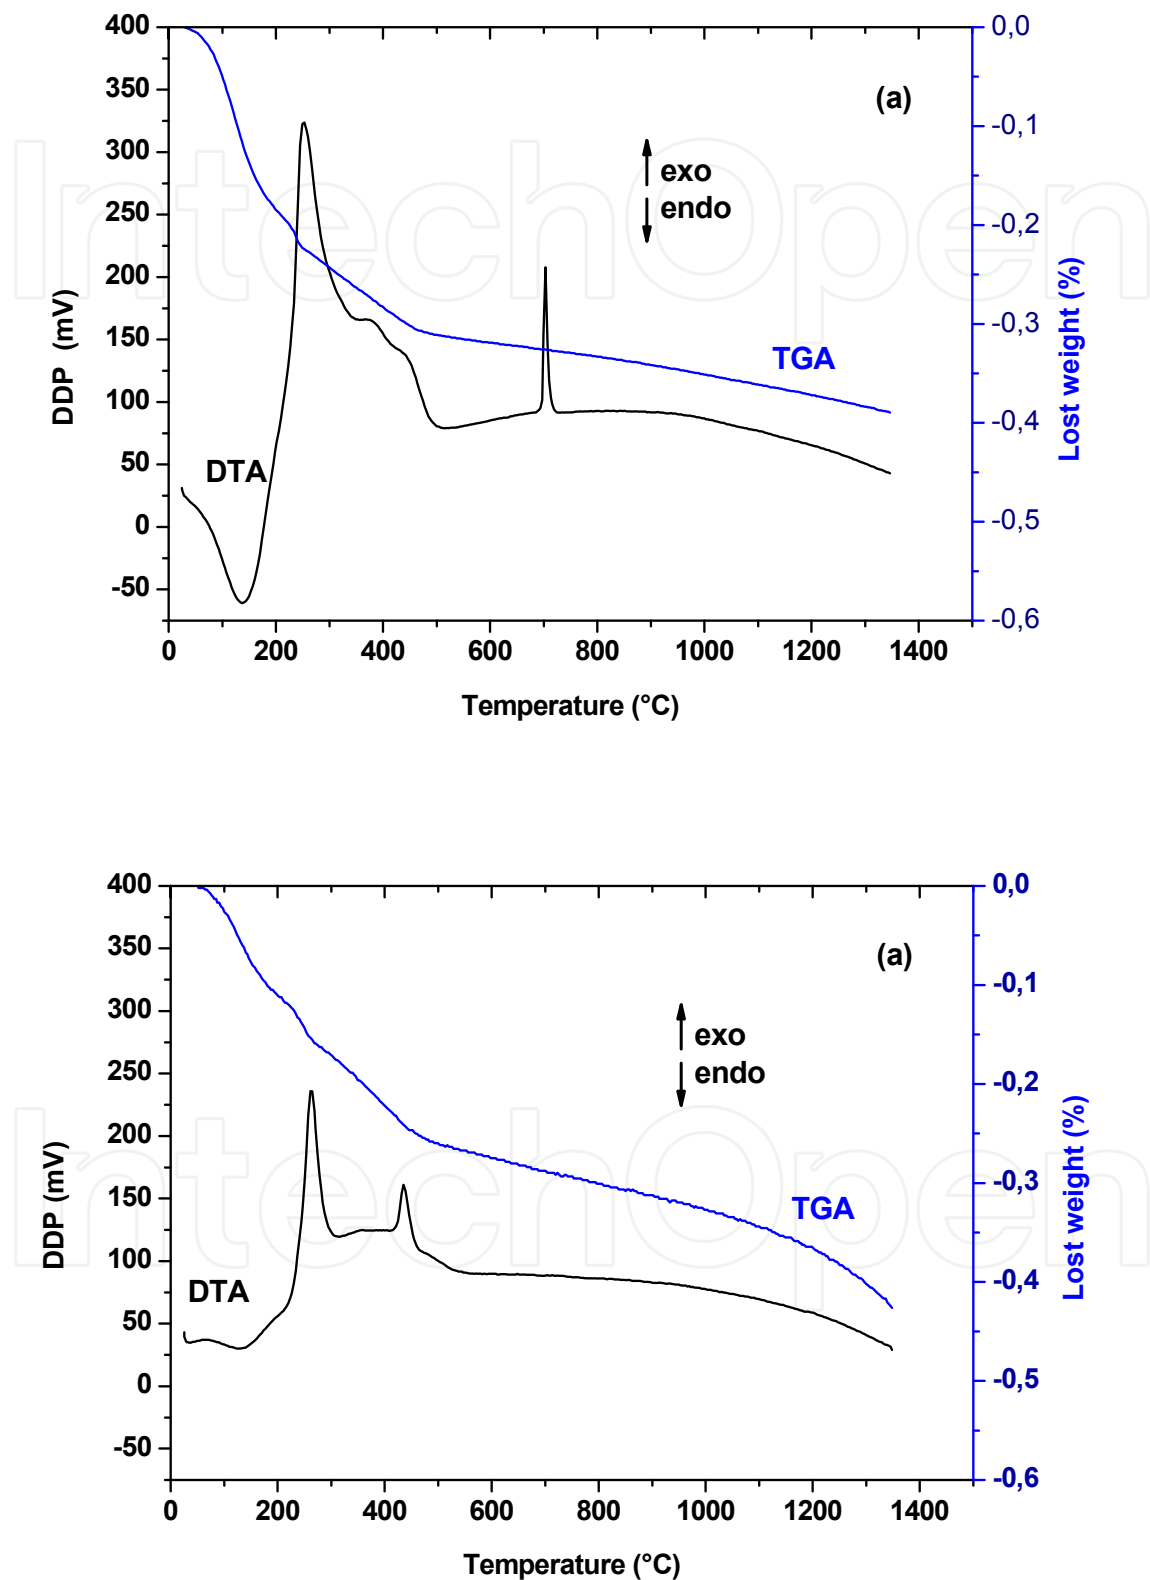 400
350
300
250
200
150
100
50
0
-50
DDP (mV)
0,0
-0,1
-0,2
-0,3
-0,4
-0,5
-0,6
Lost weight (%)
(a)
exo
endo
TGA
DTA
0 200 400 600 800 1000 1200 1400
Temperature (°C)
IntechOpen
400
350
300
250
200
150
100
50
0
-50
DDP (mV)
0,0
-0,1
-0,2
-0,3
-0,4
-0,5
-0,6
Lost weight (%)
(a)
exo
endo
TGA
DTA
0 200 400 600 800 1000 1200 1400
Temperature (°C)
IntechOpen